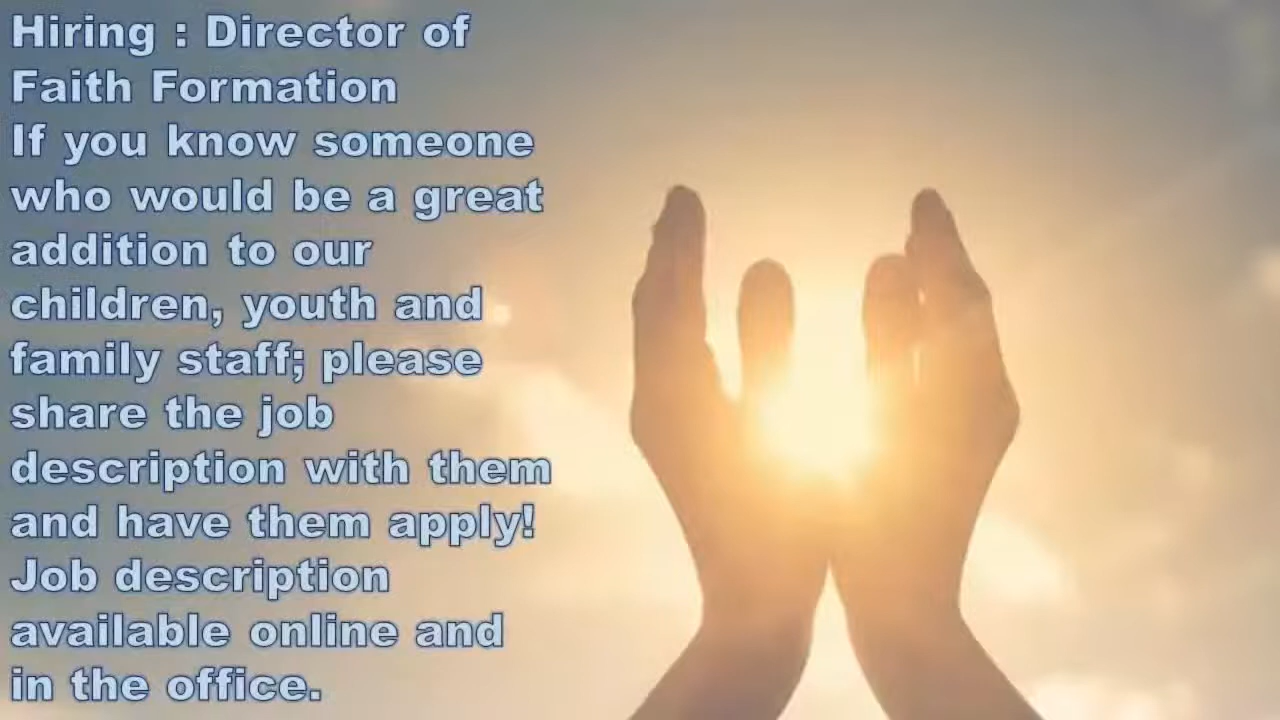 Hiring : Director of
Faith Formation
If you know someone
who would be a great
addition to our
children, youth and
family staff; please
share the job
description with them
and have them apply!
Job description
available online and
in the office.